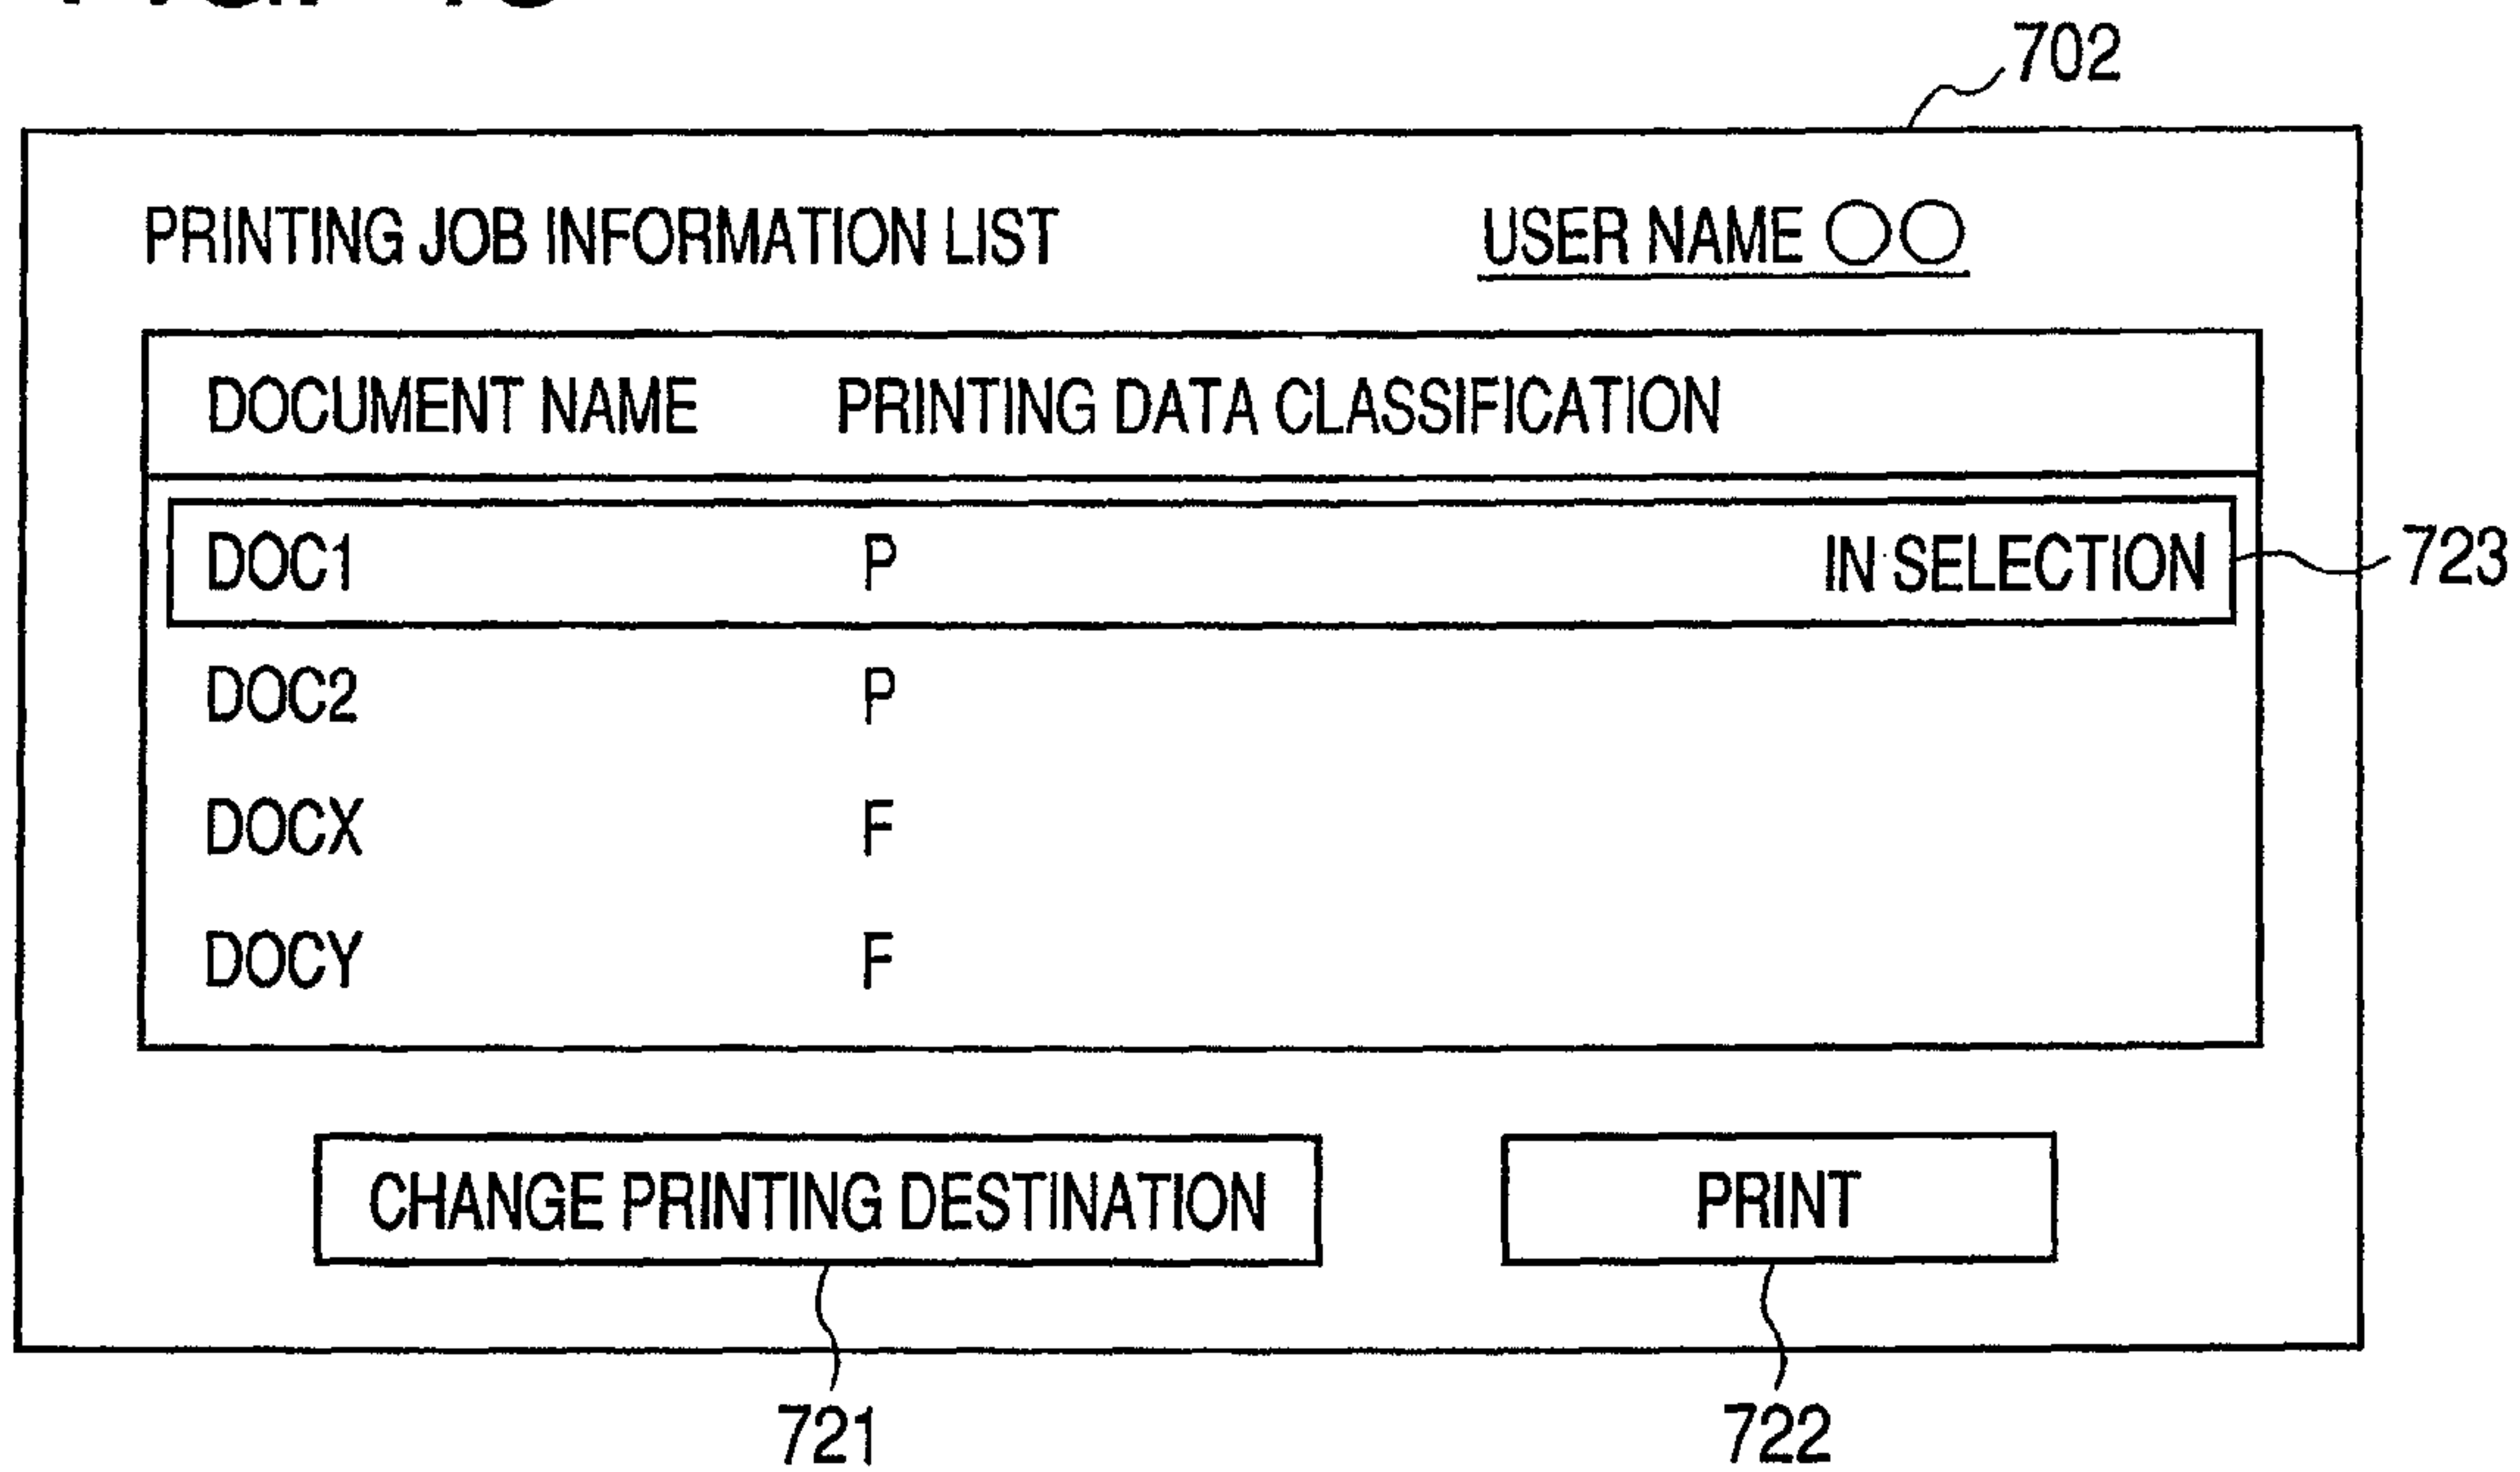 702
PRINTING JOB INFORMATION LIST USER NAME ○○
DOCUMENT NAME PRINTING DATA CLASSIFICATION
DOC1 P IN SELECTION 723
DOC2 P
DOCX F
DOCY F
CHANGE PRINTING DESTINATION PRINT
721 722